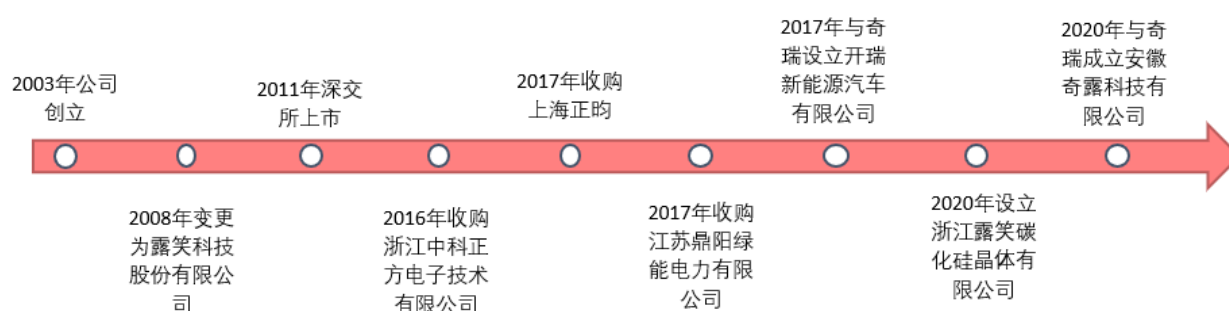 2003年公司
创立
2008年变更
为露笑科技
股份有限公
司
2011年深交
所上市
2016年收购
浙江中科正
方电子技术
有限公司
2017年收购
上海正昀
2017年收购
江苏鼎阳绿
能电力有限
公司
2017年与奇
瑞设立开瑞
新能源汽车
有限公司
2020年设立
浙江露笑碳
化硅晶体有
限公司
2020年与奇
瑞成立安徽
奇露科技有
限公司